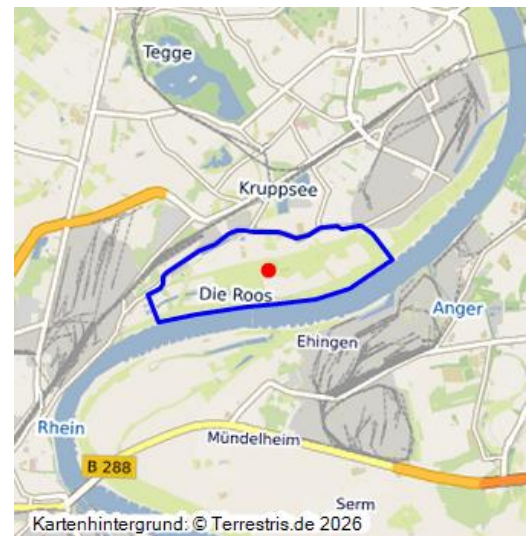 Tegge
Kruppsee
Die Roos
Anger
Ehingen
Rhein
Mündelheim
B 288
Serm
Kartenhintergrund: © Terrestris.de 2026